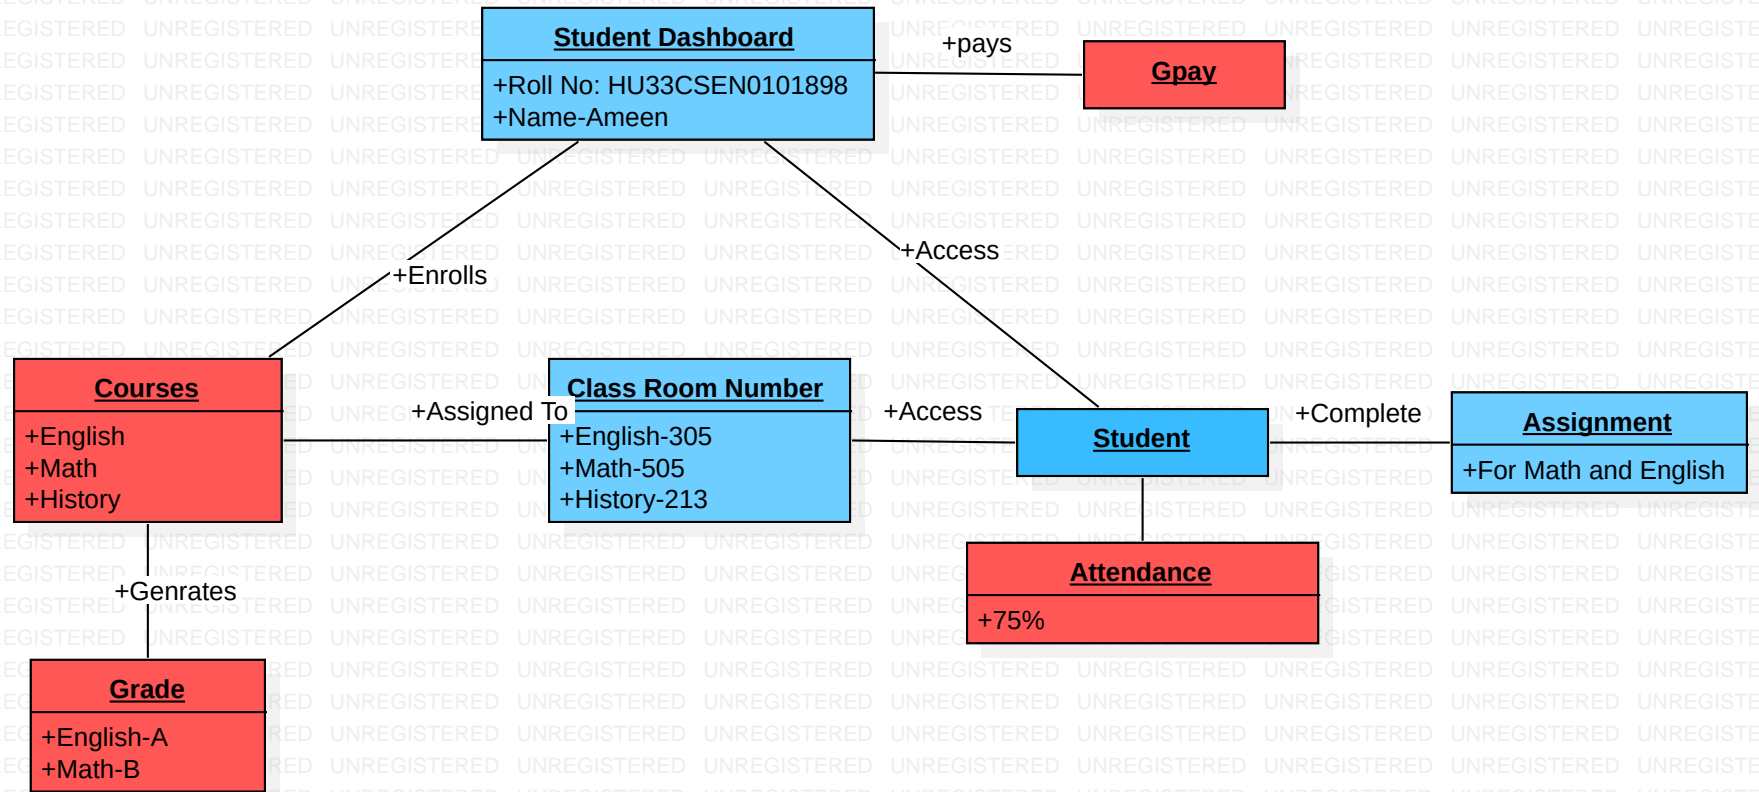 Student Dashboard
+Roll No: HU33CSEN0101898
+Name-Ameen
+pays
Gpay
+Enrolls
+Access
Courses
+English
+Math
+History
+Assigned To
Class Room Number
+English-305
+Math-505
+History-213
+Access
Student
+Complete
Assignment
+For Math and English
Attendance
+75%
+Genrates
Grade
+English-A
+Math-B
UNREGISTERED